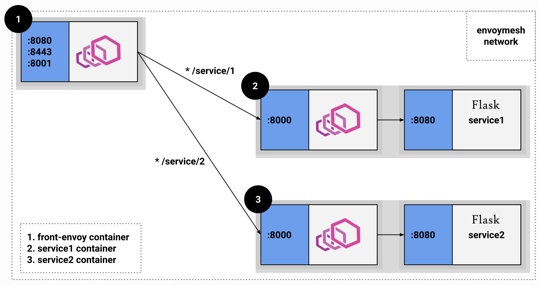 1
:8080
:8443
:8001
envoymesh
network
* /service/1
2
:8000
:8080
Flask
service1
* /service/2
3
:8000
:8080
Flask
service2
1. front-envoy container
2. service1 container
3. service2 container